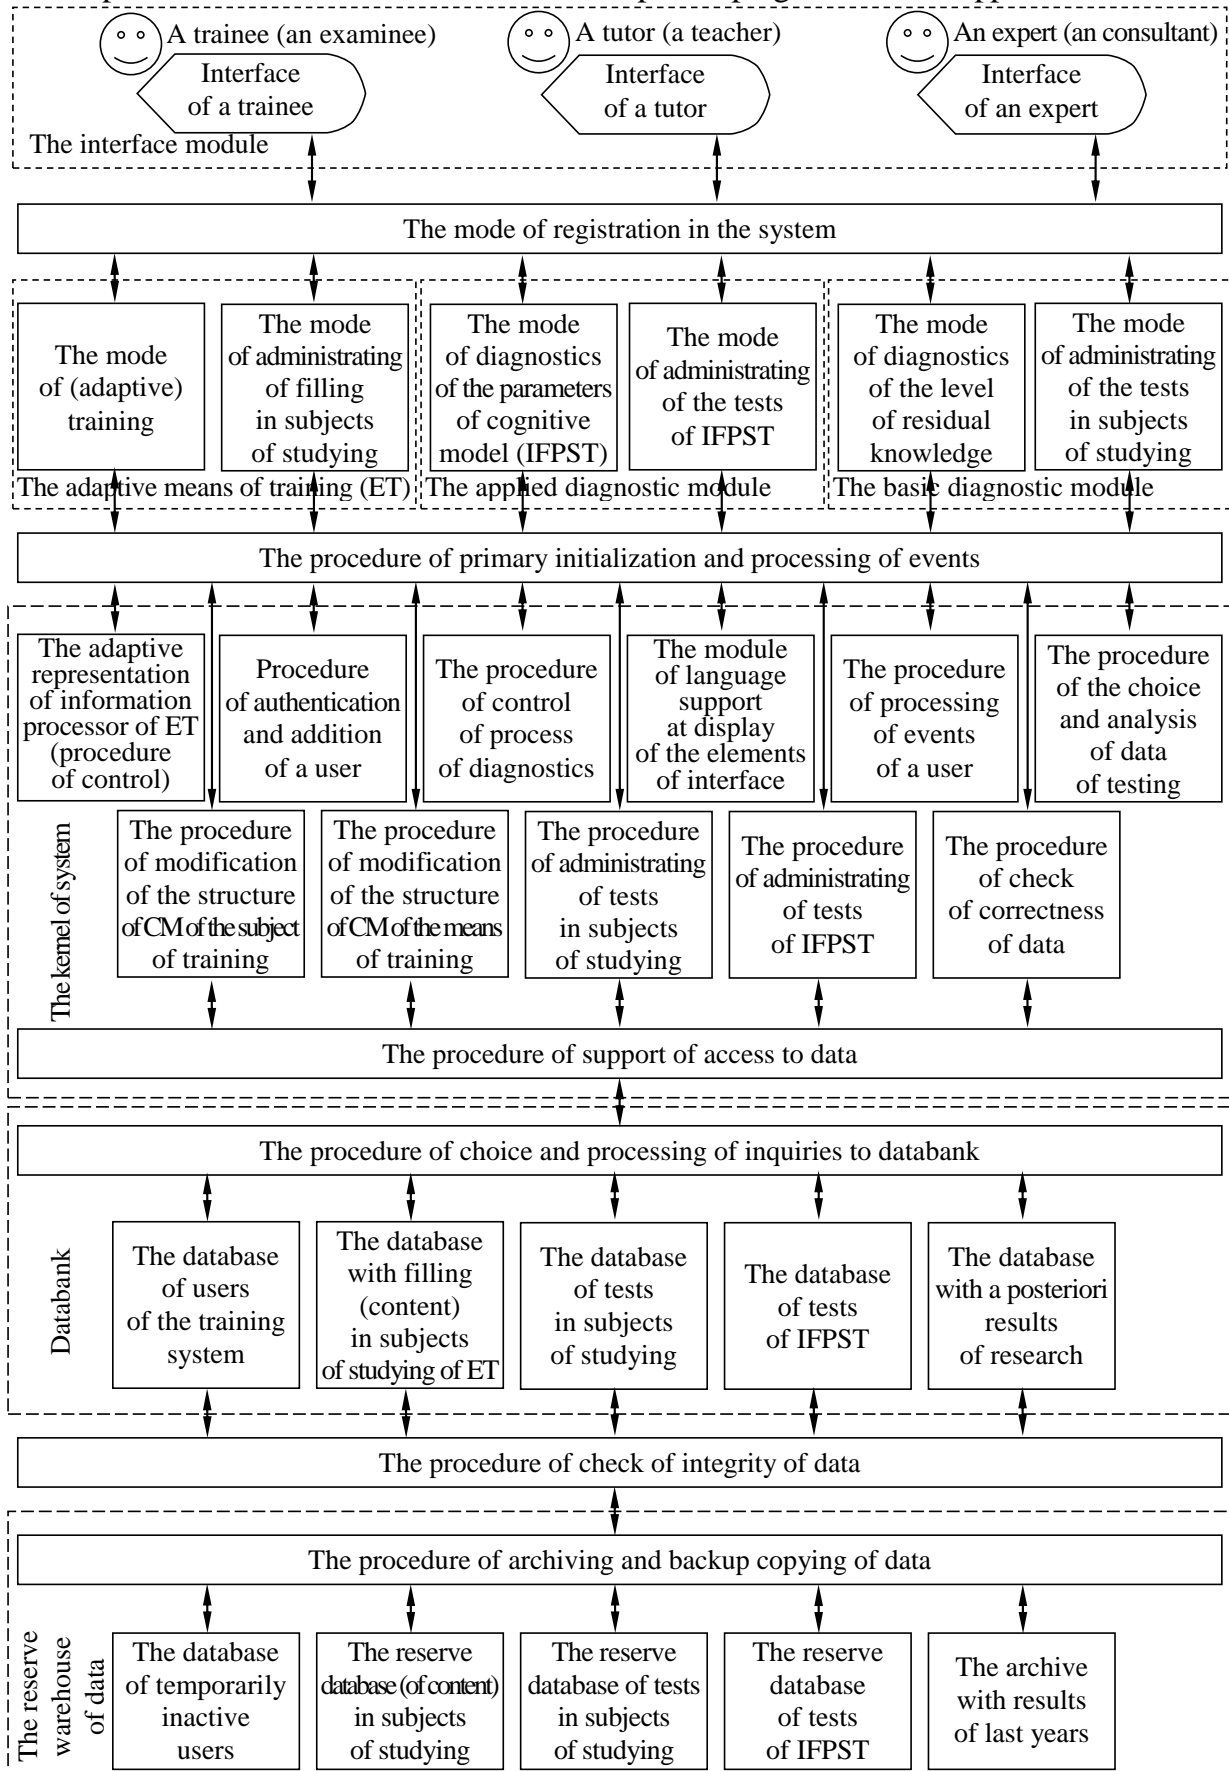 A trainee (an examinee)
A tutor (a teacher)
An expert (an consultant)
Interface
of a trainee
Interface
of a tutor
Interface
of an expert
The interface module
The mode of registration in the system
The mode
of (adaptive)
training
The mode
of administrating
of filling
in subjects
of studying
The mode
of diagnostics
of the parameters
of cognitive
model (IFPST)
The mode
of administrating
of the tests
of IFPST
The mode
of diagnostics
of the level
of residual
knowledge
The mode
of administrating
of the tests
in subjects
of studying
The adaptive means of training (ET)
The applied diagnostic module
The basic diagnostic module
The procedure of primary initialization and processing of events
The adaptive
representation
of information
processor of ET
(procedure
of control)
Procedure
of authentication
and addition
of a user
The procedure
of control
of process
of diagnostics
The module
of language
support
at display
of the elements
of interface
The procedure
of processing
of events
of a user
The procedure
of the choice
and analysis
of data
of testing
The kernel of system
The procedure
of modification
of the structure
of CM of the subject
of training
The procedure
of modification
of the structure
of CM of the means
of training
The procedure
of administrating
of tests
in subjects
of studying
The procedure
of administrating
of tests
of IFPST
The procedure
of check
of correctness
of data
The procedure of support of access to data
The procedure of choice and processing of inquiries to databank
Databank
The database
of users
of the training
system
The database
with filling
(content)
in subjects
of studying of ET
The database
of tests
in subjects
of studying
The database
of tests
of IFPST
The database
with a posteriori
results
of research
The procedure of check of integrity of data
The procedure of archiving and backup copying of data
The reserve
warehouse
of data
The database
of temporarily
inactive
users
The reserve
database (of content)
in subjects
of studying
The reserve
database of tests
in subjects
of studying
The reserve
database
of tests
of IFPST
The archive
with results
of last years